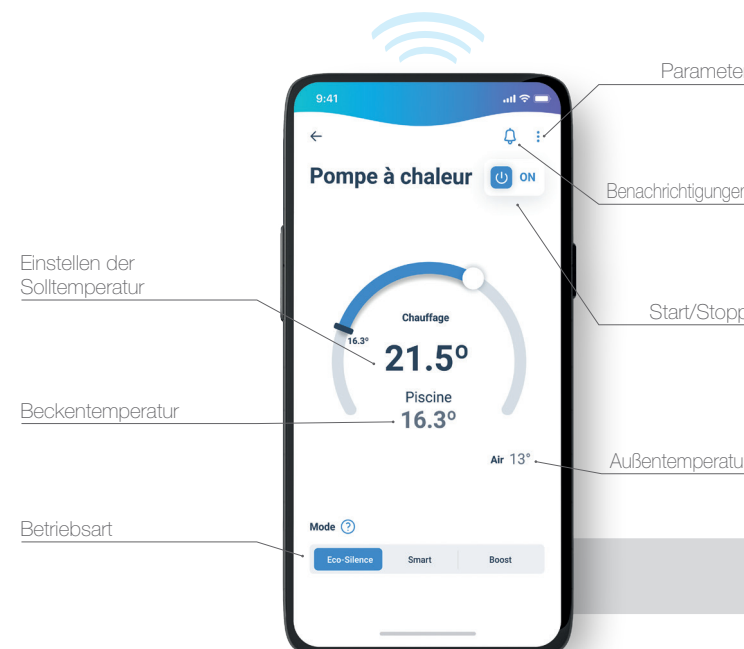 Parameter
9:41
Pompe à chaleur
ON
Benachrichtigungen
Einstellen der
Solltemperatur
Start/Stopp
Chauffage
16.3°
21.5°
Piscine
16.3°
Beckentemperatur
Air 13°
Außentemperatu
Betriebsart
Mode ?
Eco-Silence Smart Boost